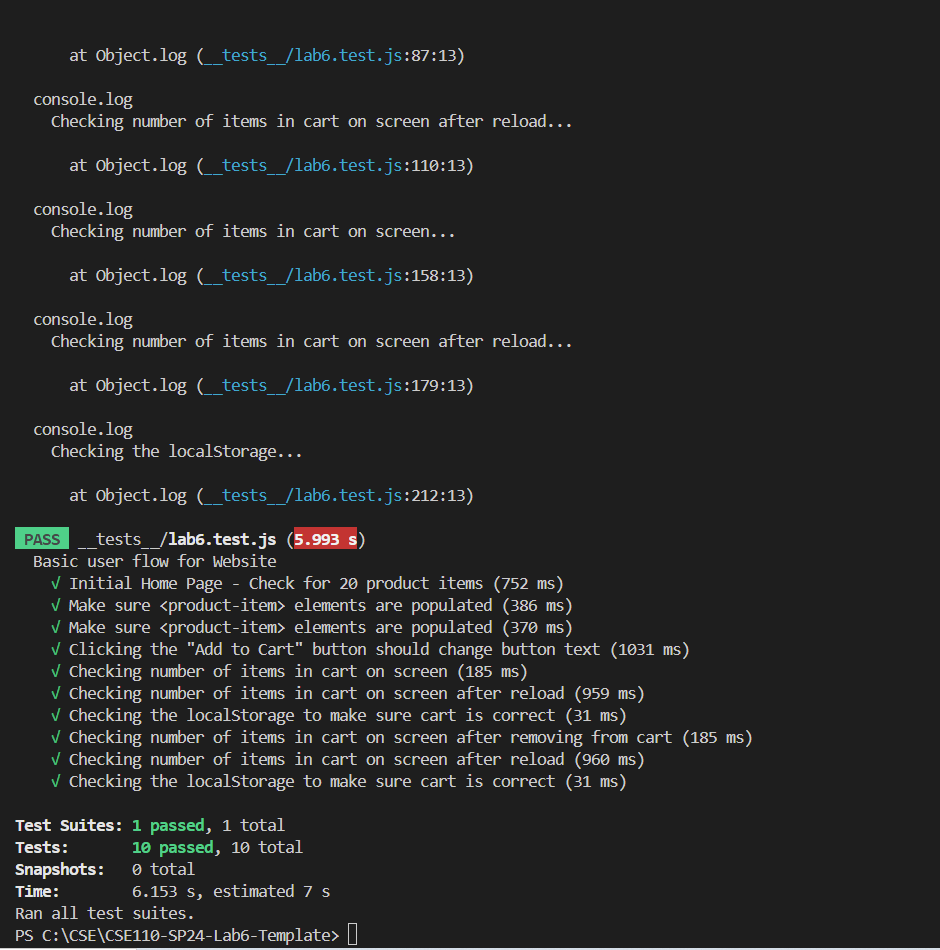 at Object.log (__tests__/lab6.test.js:87:13)
console.log
Checking number of items in cart on screen after reload...
at Object.log (__tests__/lab6.test.js:110:13)
console.log
Checking number of items in cart on screen...
at Object.log (__tests__/lab6.test.js:158:13)
console.log
Checking number of items in cart on screen after reload...
at Object.log (__tests__/lab6.test.js:179:13)
console.log
Checking the localStorage...
at Object.log (__tests__/lab6.test.js:212:13)
PASS __tests__/lab6.test.js (5.993 s)
Basic user flow for Website
√ Initial Home Page - Check for 20 product items (752 ms)
√ Make sure <product-item> elements are populated (386 ms)
√ Make sure <product-item> elements are populated (370 ms)
√ Clicking the "Add to Cart" button should change button text (1031 ms)
√ Checking number of items in cart on screen (185 ms)
√ Checking number of items in cart on screen after reload (959 ms)
√ Checking the localStorage to make sure cart is correct (31 ms)
√ Checking number of items in cart on screen after removing from cart (185 ms)
√ Checking number of items in cart on screen after reload (960 ms)
√ Checking the localStorage to make sure cart is correct (31 ms)
Test Suites: 1 passed, 1 total
Tests: 10 passed, 10 total
Snapshots: 0 total
Time: 6.153 s, estimated 7 s
Ran all test suites.
PS C:\CSE\CSE110-SP24-Lab6-Template>